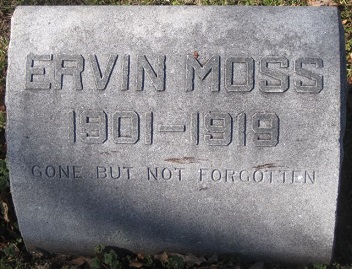 ERVIN MOSS
1901-1919
GONE BUT NOT FORGOTTEN